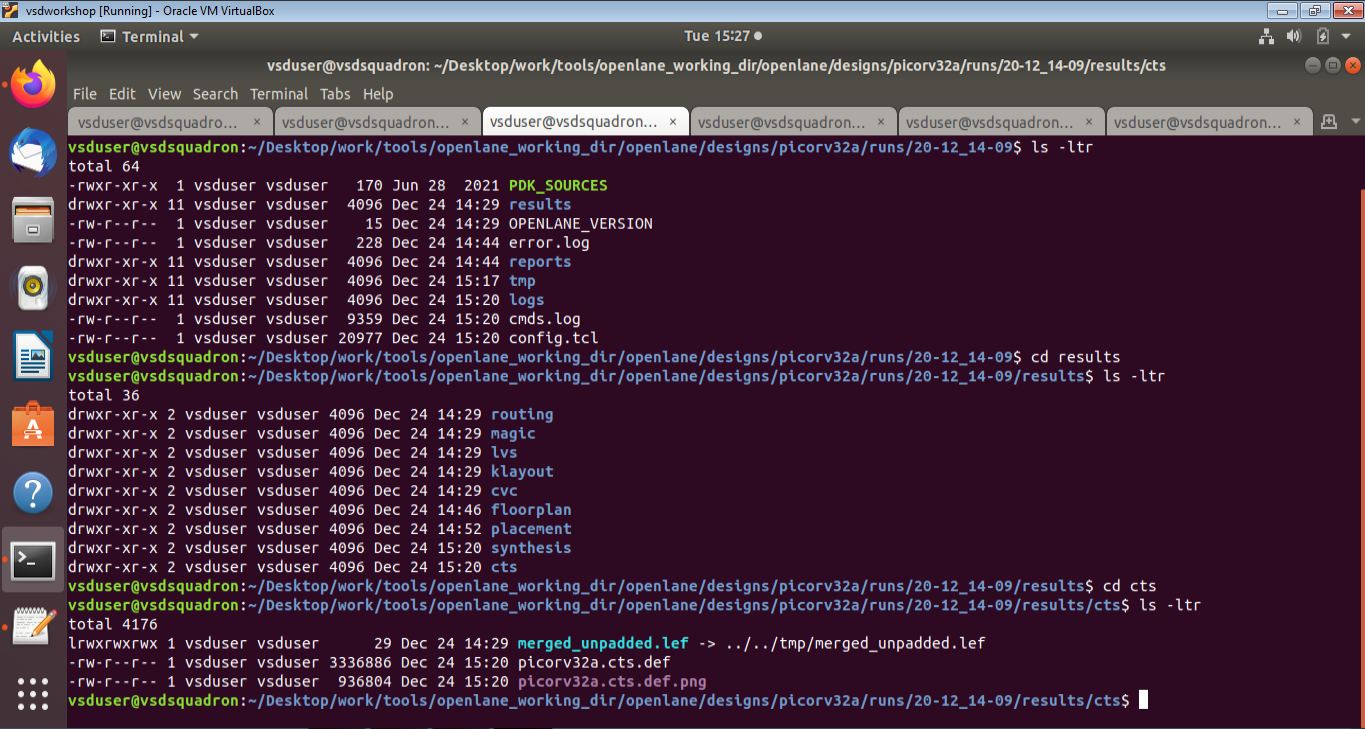 vsdworkshop [Running] - Oracle VM VirtualBox
Activities Terminal Tue 15:27
vsduser@vsdsquadron: ~/Desktop/work/tools/openlane_working_dir/openlane/designs/picorv32a/runs/20-12_14-09/results/cts
File Edit View Search Terminal Tabs Help
vsduser@vsdsquadro... × vsduser@vsdsquadron... × vsduser@vsdsquadron... × vsduser@vsdsquadron... × vsduser@vsdsquadron... × vsduser@vsdsquadron... ×
vsduser@vsdsquadron:~/Desktop/work/tools/openlane_working_dir/openlane/designs/picorv32a/runs/20-12_14-09$ ls -ltr
total 64
-rwxr-xr-x 1 vsduser vsduser 170 Jun 28 2021 PDK_SOURCES
drwxr-xr-x 11 vsduser vsduser 4096 Dec 24 14:29 results
-rw-r--r-- 1 vsduser vsduser 15 Dec 24 14:29 OPENLANE_VERSION
-rw-r--r-- 1 vsduser vsduser 228 Dec 24 14:44 error.log
drwxr-xr-x 11 vsduser vsduser 4096 Dec 24 14:44 reports
drwxr-xr-x 11 vsduser vsduser 4096 Dec 24 15:17 tmp
drwxr-xr-x 11 vsduser vsduser 4096 Dec 24 15:20 logs
-rw-r--r-- 1 vsduser vsduser 9359 Dec 24 15:20 cmds.log
-rw-r--r-- 1 vsduser vsduser 20977 Dec 24 15:20 config.tcl
vsduser@vsdsquadron:~/Desktop/work/tools/openlane_working_dir/openlane/designs/picorv32a/runs/20-12_14-09$ cd results
vsduser@vsdsquadron:~/Desktop/work/tools/openlane_working_dir/openlane/designs/picorv32a/runs/20-12_14-09/results$ ls -ltr
total 36
drwxr-xr-x 2 vsduser vsduser 4096 Dec 24 14:29 routing
drwxr-xr-x 2 vsduser vsduser 4096 Dec 24 14:29 magic
drwxr-xr-x 2 vsduser vsduser 4096 Dec 24 14:29 lvs
drwxr-xr-x 2 vsduser vsduser 4096 Dec 24 14:29 klayout
drwxr-xr-x 2 vsduser vsduser 4096 Dec 24 14:29 cvc
drwxr-xr-x 2 vsduser vsduser 4096 Dec 24 14:46 floorplan
drwxr-xr-x 2 vsduser vsduser 4096 Dec 24 14:52 placement
drwxr-xr-x 2 vsduser vsduser 4096 Dec 24 15:20 synthesis
drwxr-xr-x 2 vsduser vsduser 4096 Dec 24 15:20 cts
vsduser@vsdsquadron:~/Desktop/work/tools/openlane_working_dir/openlane/designs/picorv32a/runs/20-12_14-09/results$ cd cts
vsduser@vsdsquadron:~/Desktop/work/tools/openlane_working_dir/openlane/designs/picorv32a/runs/20-12_14-09/results/cts$ ls -ltr
total 4176
lrwxrwxrwx 1 vsduser vsduser 29 Dec 24 14:29 merged_unpadded.lef -> ../../tmp/merged_unpadded.lef
-rw-r--r-- 1 vsduser vsduser 3336886 Dec 24 15:20 picorv32a.cts.def
-rw-r--r-- 1 vsduser vsduser 936804 Dec 24 15:20 picorv32a.cts.def.png
vsduser@vsdsquadron:~/Desktop/work/tools/openlane_working_dir/openlane/designs/picorv32a/runs/20-12_14-09/results/cts$